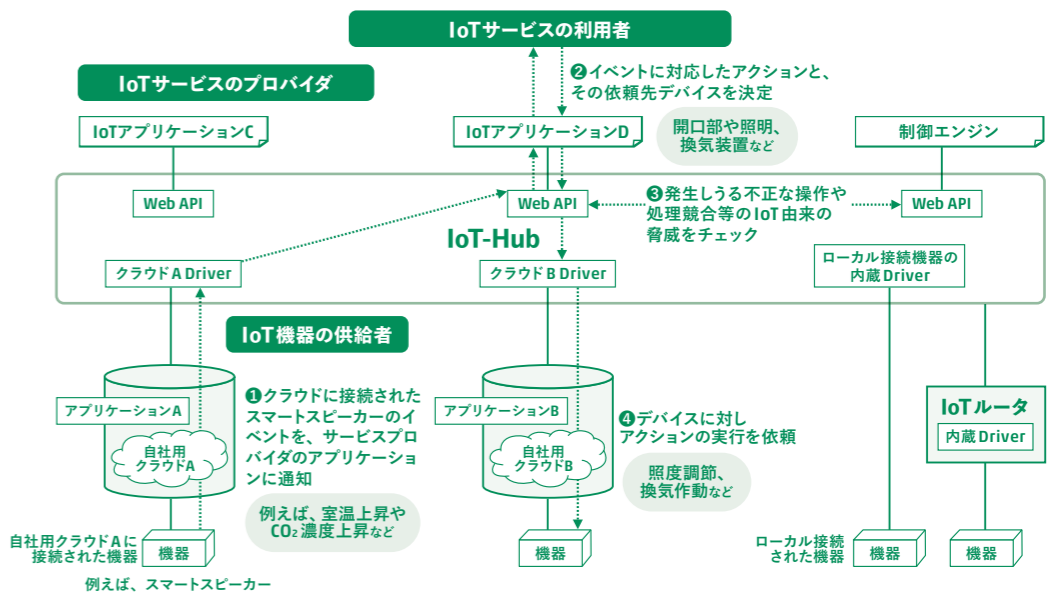 IoTサービスの利用者
IoTサービスのプロバイダ
❷イベントに対応したアクションと、
その依頼先デバイスを決定
IoTアプリケーションC
IoTアプリケーションD
開口部や照明、
換気装置など
制御エンジン
Web API
Web API
❸発生しうる不正な操作や
処理競合等のIoT由来の
脅威をチェック
Web API
IoT-Hub
クラウドA Driver
クラウドB Driver
ローカル接続機器の
内蔵Driver
IoT機器の供給者
❶クラウドに接続された
スマートスピーカーのイ
ベントを、サービスプロ
バイダのアプリケーション
に通知
アプリケーションA
自社用
クラウドA
アプリケーションB
自社用
クラウドB
❹デバイスに対し
アクションの実行を依頼
IoTルータ
内蔵Driver
照度調節、
換気作動など
例えば、室温上昇や
CO₂濃度上昇など
自社用クラウドAに
接続された機器
機器
機器
ローカル接続
された機器
機器
機器
例えば、スマートスピーカー